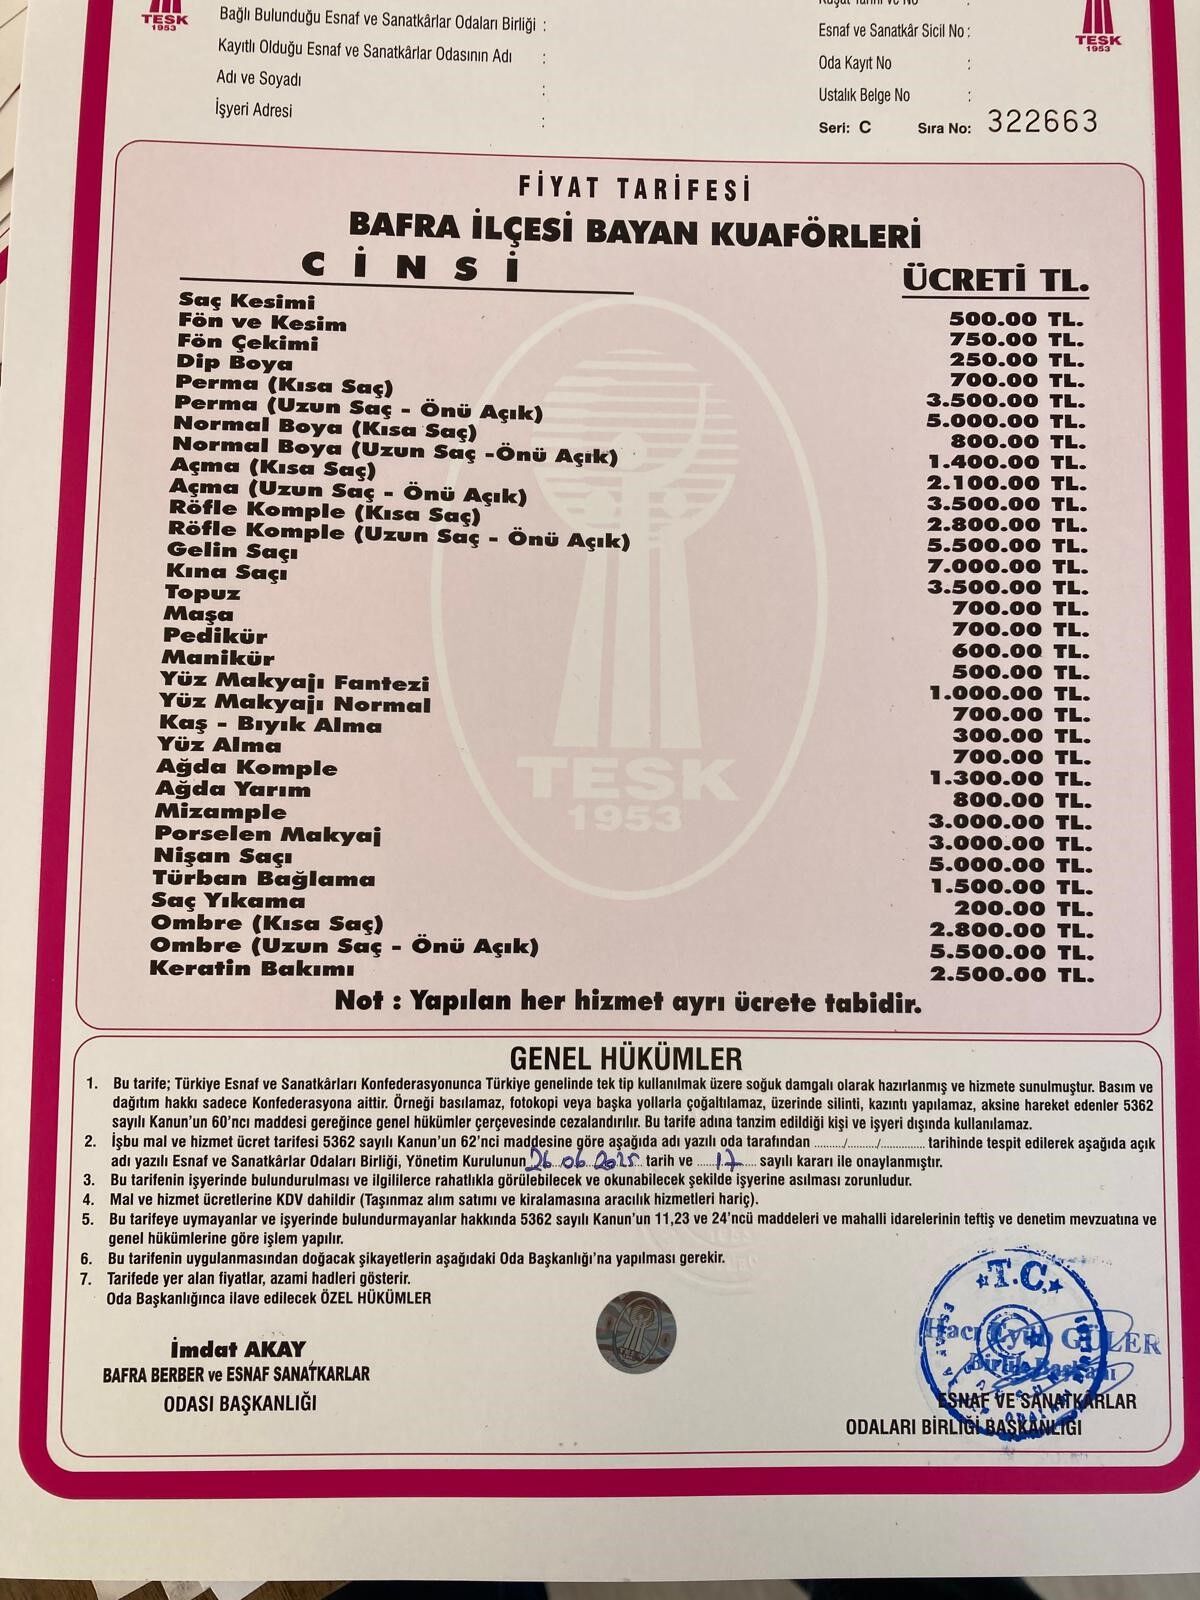 TESK
1953
Bağlı Bulunduğu Esnaf ve Sanatkârlar Odaları Birliği :
Kayıtlı Olduğu Esnaf ve Sanatkârlar Odasının Adı :
Adı ve Soyadı :
İşyeri Adresi :
Esnaf ve Sanatkâr Sicil No :
Oda Kayıt No :
Ustalık Belge No :
Seri: C Sıra No: 322663
TESK
1953
FİYAT TARİFESİ
BAFRA İLÇESİ BAYAN KUAFÖRLERİ
CİNSİ ÜCRETİ TL.
Saç Kesimi 500.00 TL.
Fön ve Kesim 750.00 TL.
Fön Çekimi 250.00 TL.
Dip Boya 700.00 TL.
Perma (Kısa Saç) 3.500.00 TL.
Perma (Uzun Saç - Önü Açık) 5.000.00 TL.
Normal Boya (Kısa Saç) 800.00 TL.
Normal Boya (Uzun Saç -Önü Açık) 1.400.00 TL.
Açma (Kısa Saç) 2.100.00 TL.
Açma (Uzun Saç - Önü Açık) 3.500.00 TL.
Röfle Komple (Kısa Saç) 2.800.00 TL.
Röfle Komple (Uzun Saç - Önü Açık) 5.500.00 TL.
Gelin Saçı 7.000.00 TL.
Kına Saçı 3.500.00 TL.
Topuz 700.00 TL.
Maşa 700.00 TL.
Pedikür 600.00 TL.
Manikür 500.00 TL.
Yüz Makyajı Fantezi 1.000.00 TL.
Yüz Makyajı Normal 700.00 TL.
Kaş - Bıyık Alma 300.00 TL.
Yüz Alma 700.00 TL.
Ağda Komple 1.300.00 TL.
Ağda Yarım 800.00 TL.
Mizample 3.000.00 TL.
Porselen Makyaj 3.000.00 TL.
Nişan Saçı 5.000.00 TL.
Türban Bağlama 1.500.00 TL.
Saç Yıkama 200.00 TL.
Ombre (Kısa Saç) 2.800.00 TL.
Ombre (Uzun Saç - Önü Açık) 5.500.00 TL.
Keratin Bakımı 2.500.00 TL.
TESK
1953
Not : Yapılan her hizmet ayrı ücrete tabidir.
GENEL HÜKÜMLER
1. Bu tarife; Türkiye Esnaf ve Sanatkârları Konfederasyonunca Türkiye genelinde tek tip kullanılmak üzere soğuk damgalı olarak hazırlanmış ve hizmete sunulmuştur. Basım ve
dağıtım hakkı sadece Konfederasyona aittir. Örneği basılamaz, fotokopi veya başka yollarla çoğaltılamaz, üzerinde silinti, kazıntı yapılamaz, aksine hareket edenler 5362
sayılı Kanun'un 60'ncı maddesi gereğince genel hükümler çerçevesinde cezalandırılır. Bu tarife adına tanzim edildiği kişi ve işyeri dışında kullanılamaz.
2. İşbu mal ve hizmet ücret tarifesi 5362 sayılı Kanun'un 62'nci maddesine göre aşağıda adı yazılı oda tarafından ......../......../............ tarihinde tespit edilerek aşağıda açık
adı yazılı Esnaf ve Sanatkârlar Odaları Birliği, Yönetim Kurulunun 26.06.2025 tarih ve 17 sayılı kararı ile onaylanmıştır.
3. Bu tarifenin işyerinde bulundurulması ve ilgililerce rahatlıkla görülebilecek ve okunabilecek şekilde işyerine asılması zorunludur.
4. Mal ve hizmet ücretlerine KDV dahildir (Taşınmaz alım satımı ve kiralamasına aracılık hizmetleri hariç).
5. Bu tarifeye uymayanlar ve işyerinde bulundurmayanlar hakkında 5362 sayılı Kanun'un 11,23 ve 24'ncü maddeleri ve mahalli idarelerinin teftiş ve denetim mevzuatına ve
genel hükümlerine göre işlem yapılır.
6. Bu tarifenin uygulanmasından doğacak şikayetlerin aşağıdaki Oda Başkanlığı'na yapılması gerekir.
7. Tarifede yer alan fiyatlar, azami hadleri gösterir.
Oda Başkanlığınca ilave edilecek ÖZEL HÜKÜMLER
İmdat AKAY
BAFRA BERBER ve ESNAF SANATKARLAR
ODASI BAŞKANLIĞI
TESK
T.C.
Hacı Eyüp GÜLER
Birlik Başkanı
ESNAF VE SANATKÂRLAR
ODALARI BİRLİĞİ BAŞKANLIĞI